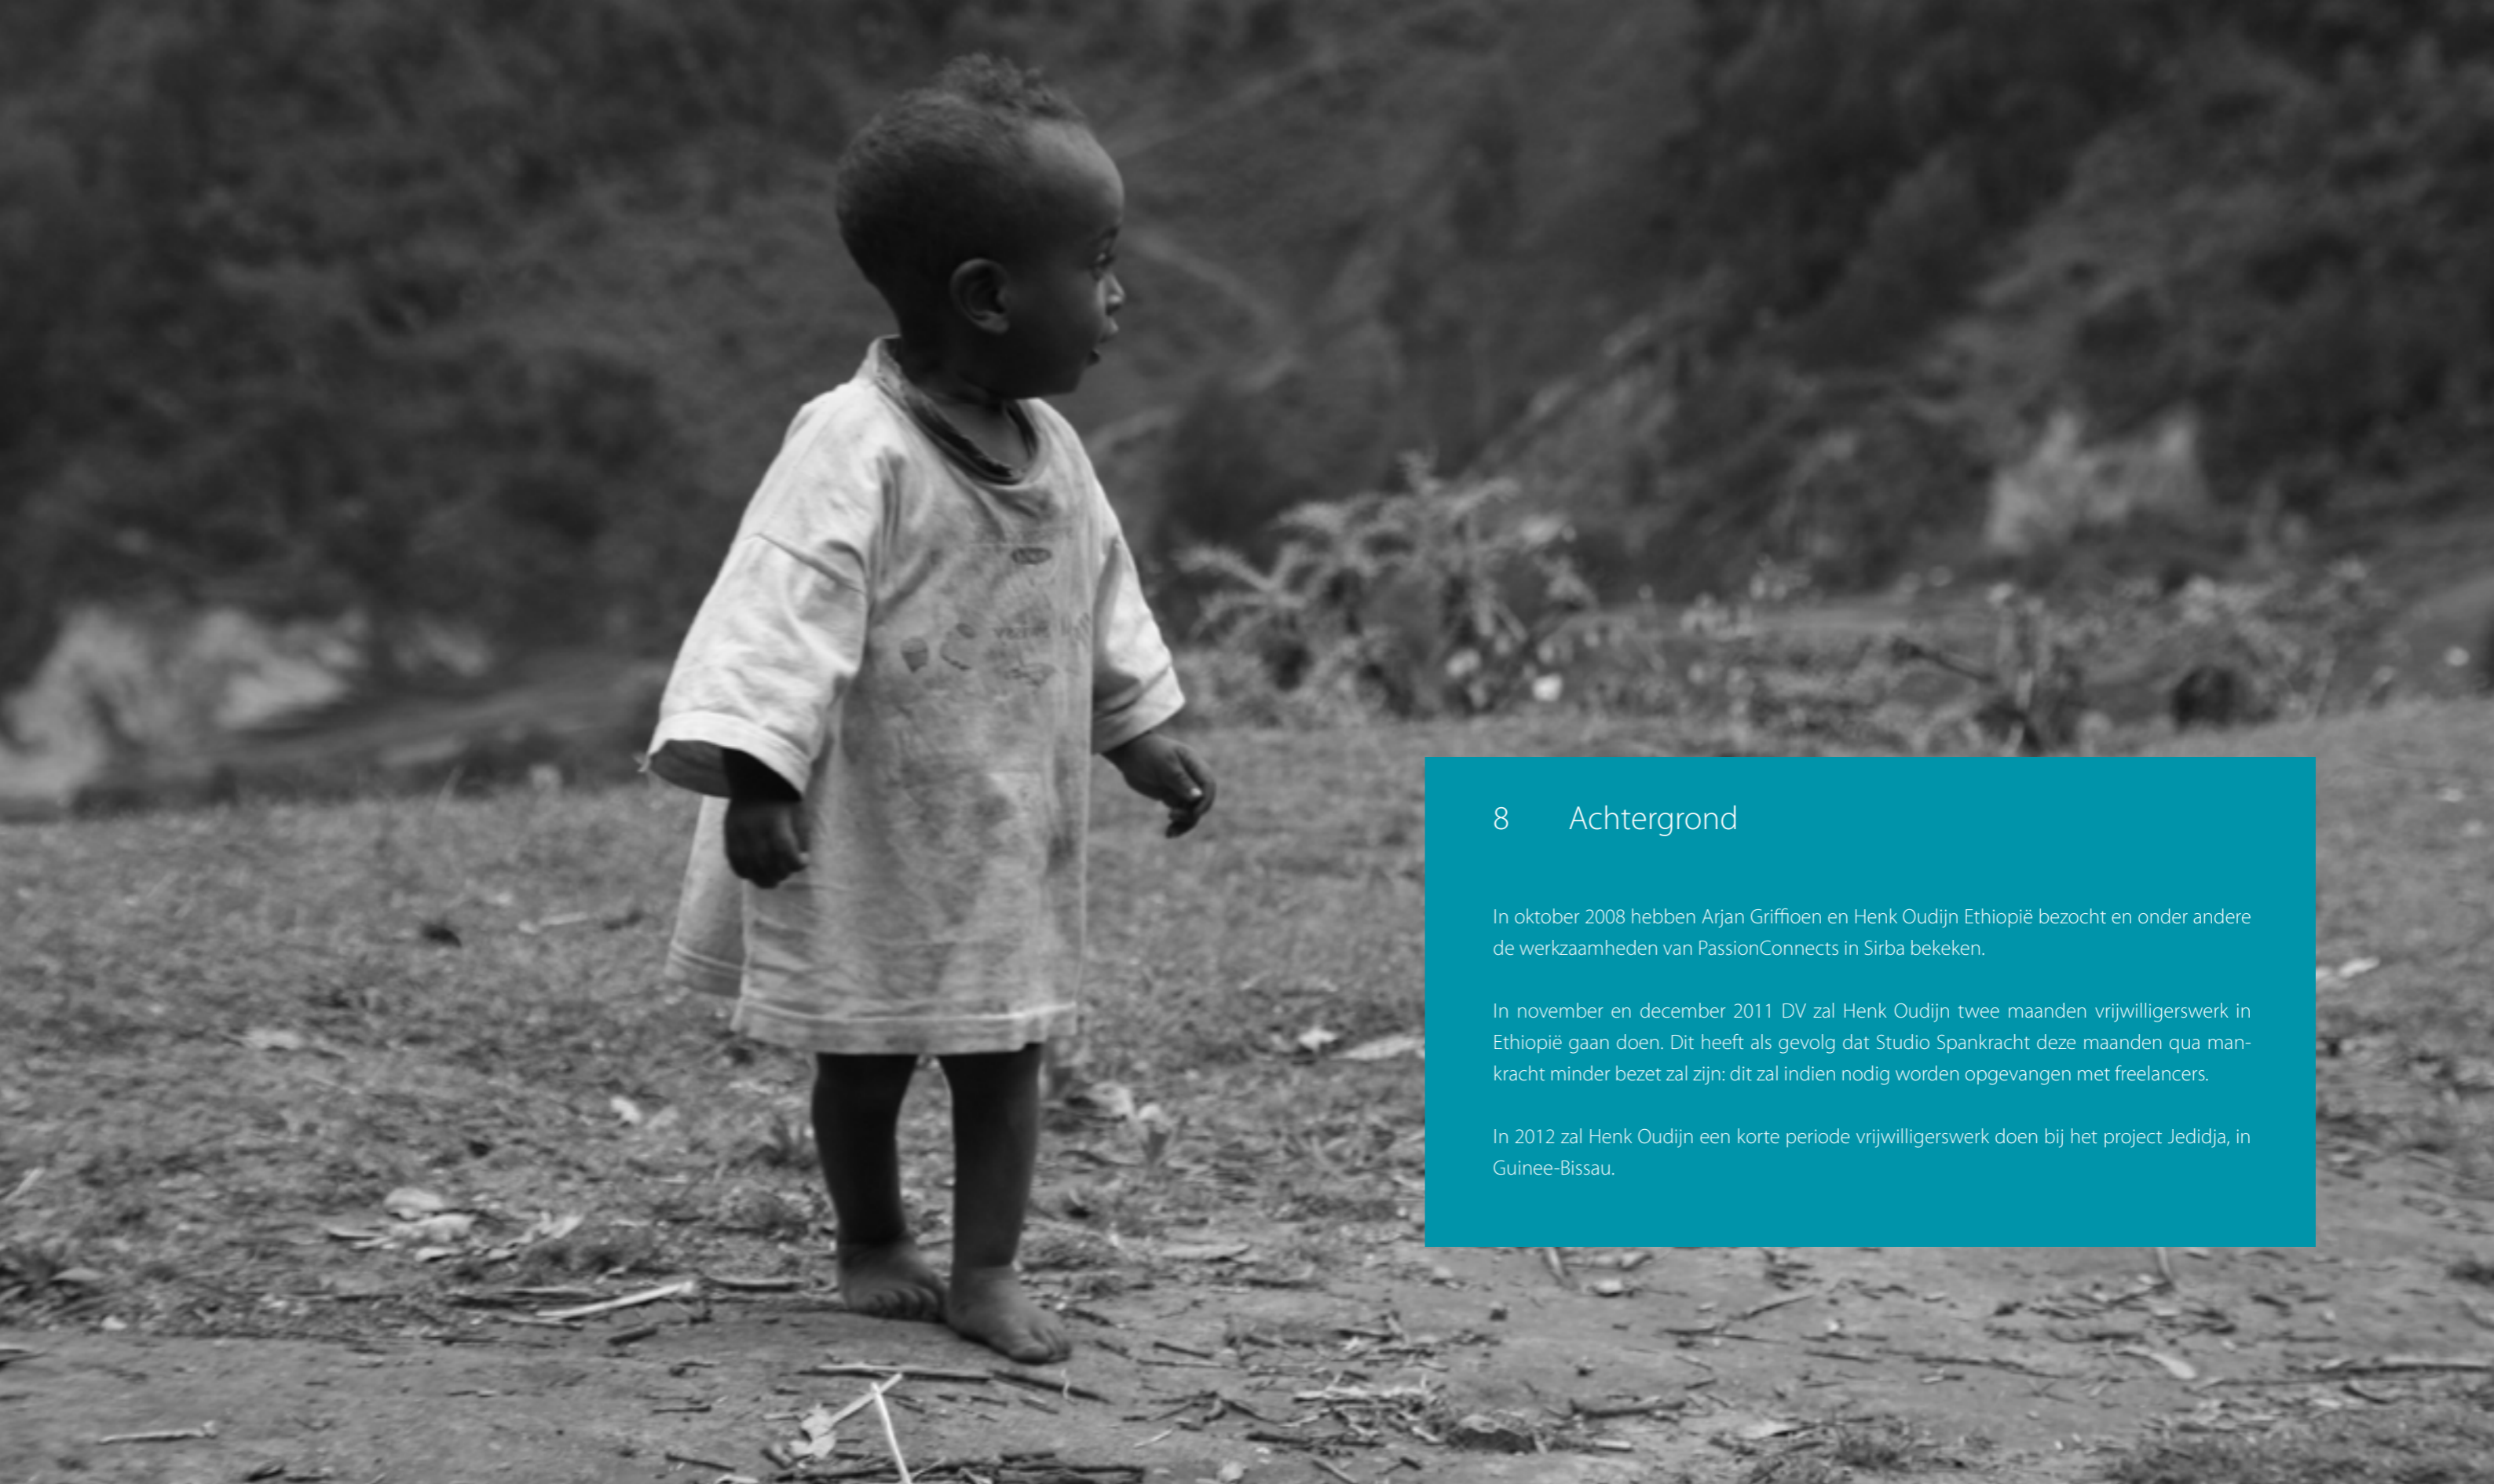 8 Achtergrond
In oktober 2008 hebben Arjan Griffioen en Henk Oudijn Ethiopië bezocht en onder andere
de werkzaamheden van PassionConnects in Sirba bekeken.
In november en december 2011 DV zal Henk Oudijn twee maanden vrijwilligerswerk in
Ethiopië gaan doen. Dit heeft als gevolg dat Studio Spankracht deze maanden qua man-
kracht minder bezet zal zijn: dit zal indien nodig worden opgevangen met freelancers.
In 2012 zal Henk Oudijn een korte periode vrijwilligerswerk doen bij het project Jedidja, in
Guinee-Bissau.